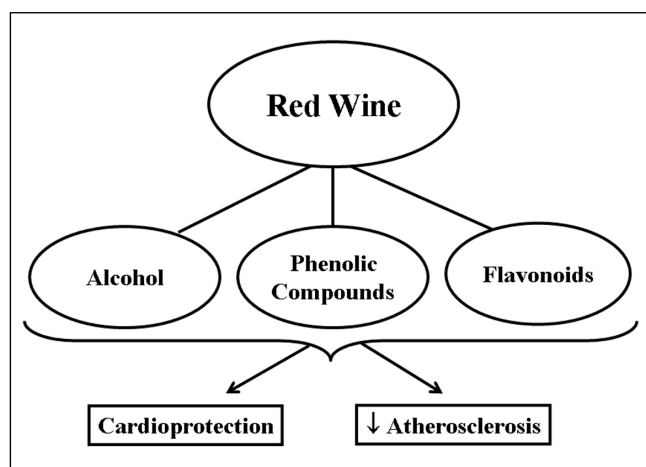 Red Wine
Alcohol
Phenolic
Compounds
Flavonoids
Cardioprotection
↓ Atherosclerosis